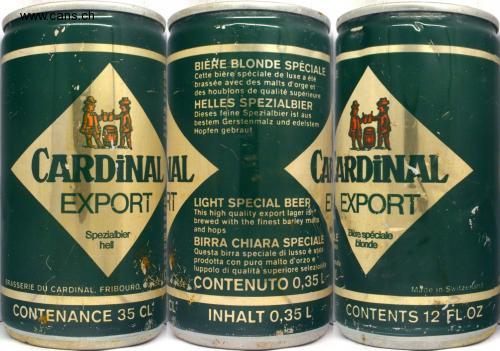 www.cans.ch
CARDINAL
EXPORT
Spezialbier
hell
BRASSERIE DU CARDINAL, FRIBOURG,
CONTENANCE 35 CL
NAL
RT
BIÈRE BLONDE SPÉCIALE
Cette bière spéciale de luxe a été
brassée avec des malts d'orge et
des houblons de qualité supérieure
HELLES SPEZIALBIER
Dieses feine Spezialbier ist aus
bestem Gerstenmalz und edelstem
Hopfen gebraut
LIGHT SPECIAL BEER
This high quality export lager is
brewed with the finest barley malts
and hops
BIRRA CHIARA SPECIALE
Questa birra speciale di lusso è
prodotta con puro malto d'orzo e
luppolo di qualità superiore
CONTENUTO 0,35 L
INHALT 0,35 L
CARDINAL
EXPORT
Bière spéciale
blonde
Made in Switzerland
CONTENTS 12 FL.OZ